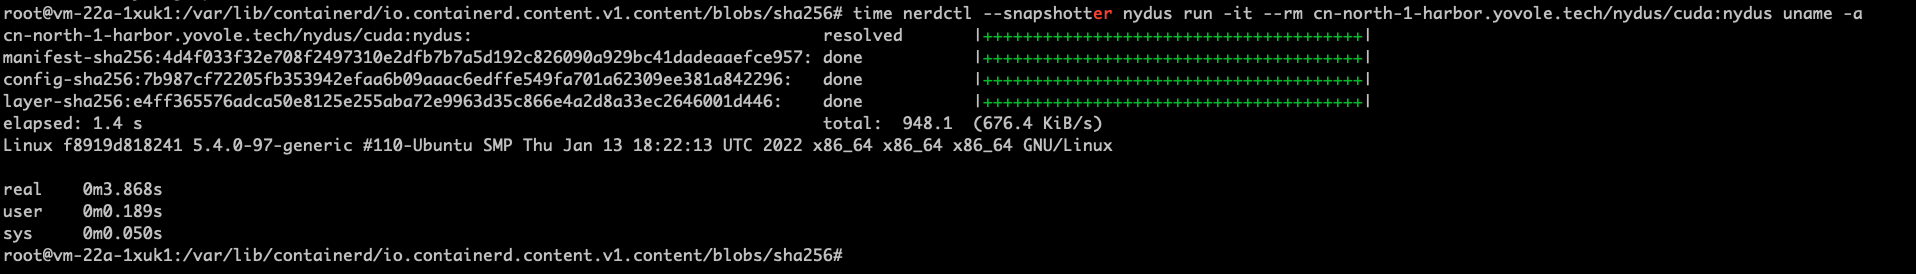 root@vm-22a-1xuk1:/var/lib/containerd/io.containerd.content.v1.content/blobs/sha256# time nerdctl --snapshotter nydus run -it --rm cn-north-1-harbor.yovole.tech/nydus/cuda:nydus uname -a
cn-north-1-harbor.yovole.tech/nydus/cuda:nydus: resolved |++++++++++++++++++++++++++++++++++++++|
manifest-sha256:4d4f033f32e708f2497310e2dfb7b7a5d192c826090a929bc41dadeaaefce957: done |++++++++++++++++++++++++++++++++++++++|
config-sha256:7b987cf72205fb353942efaa6b09aaac6edffe549fa701a62309ee381a842296: done |++++++++++++++++++++++++++++++++++++++|
layer-sha256:e4ff365576adca50e8125e255aba72e9963d35c866e4a2d8a33ec2646001d446: done |++++++++++++++++++++++++++++++++++++++|
elapsed: 1.4 s total: 948.1 (676.4 KiB/s)
Linux f8919d818241 5.4.0-97-generic #110-Ubuntu SMP Thu Jan 13 18:22:13 UTC 2022 x86_64 x86_64 x86_64 GNU/Linux
real 0m3.868s
user 0m0.189s
sys 0m0.050s
root@vm-22a-1xuk1:/var/lib/containerd/io.containerd.content.v1.content/blobs/sha256#